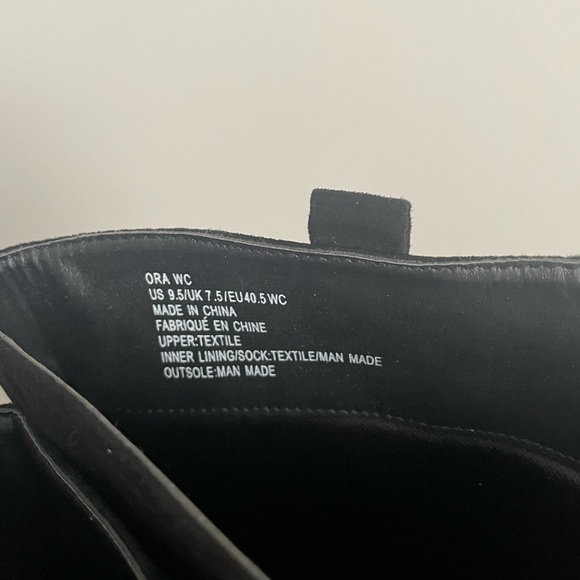 ORA WC
US 9.5/UK 7.5/EU40.5 WC
MADE IN CHINA
FABRIQUÉ EN CHINE
UPPER:TEXTILE
INNER LINING/SOCK:TEXTILE/MAN MADE
OUTSOLE:MAN MADE